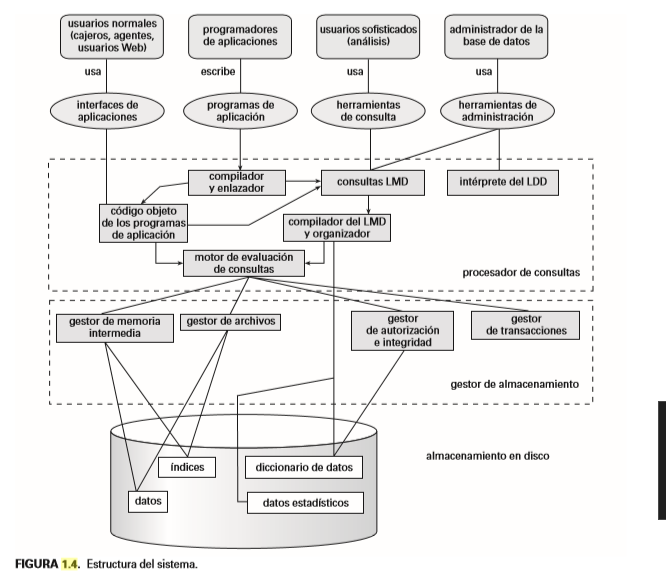 usuarios normales
(cajeros, agentes,
usuarios Web)
programadores
de aplicaciones
usuarios sofisticados
(análisis)
administrador de la
base de datos
usa
escribe
usa
usa
interfaces de
aplicaciones
programas de
aplicación
herramientas
de consulta
herramientas de
administración
compilador
y enlazador
consultas LMD
intérprete del LDD
código objeto
de los programas
de aplicación
compilador del LMD
y organizador
motor de evaluación
de consultas
procesador de consultas
gestor de memoria
intermedia
gestor de archivos
gestor
de autorización
e integridad
gestor
de transacciones
gestor de almacenamiento
índices
diccionario de datos
almacenamiento en disco
datos
datos estadísticos
FIGURA 1.4. Estructura del sistema.